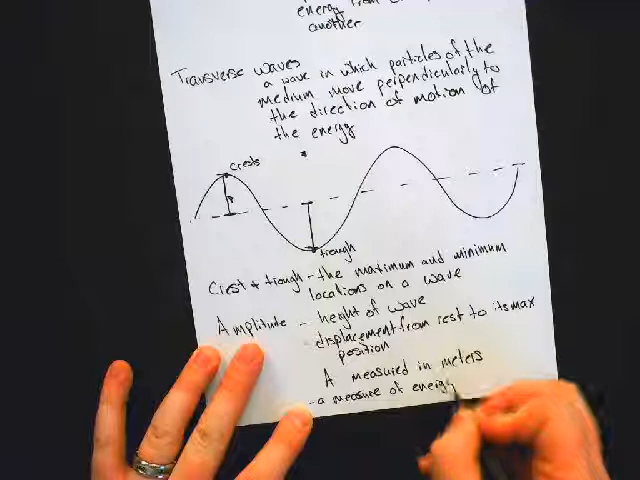 energy from
another
Transverse waves
a wave in which particles of the
medium move perpendicularly to
the direction of motion of
the energy
crests
trough
Crest & trough - the maximum and minimum
locations on a wave
Amplitude - height of wave
- displacement from rest to its max
position
A measured in meters
- a measure of energy